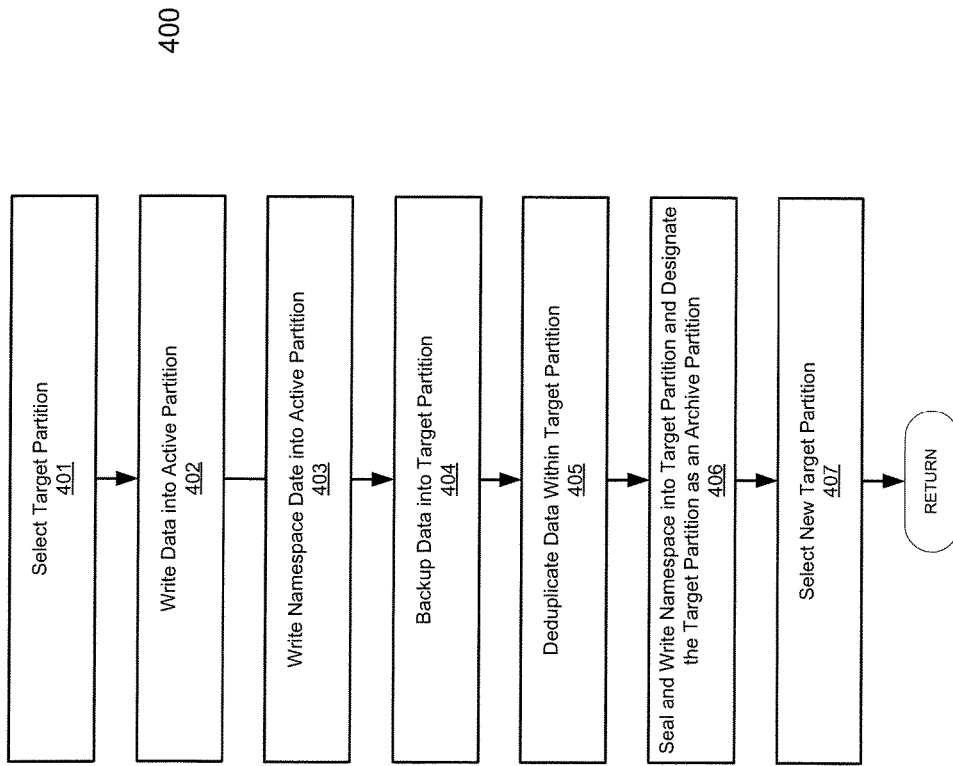 400
Select Target Partition
401
Write Data into Active Partition
402
Write Namespace Date into Active Partition
403
Backup Data into Target Partition
404
Deduplicate Data Within Target Partition
405
Seal and Write Namespace into Target Partition and Designate
the Target Partition as an Archive Partition
406
Select New Target Partition
407
RETURN